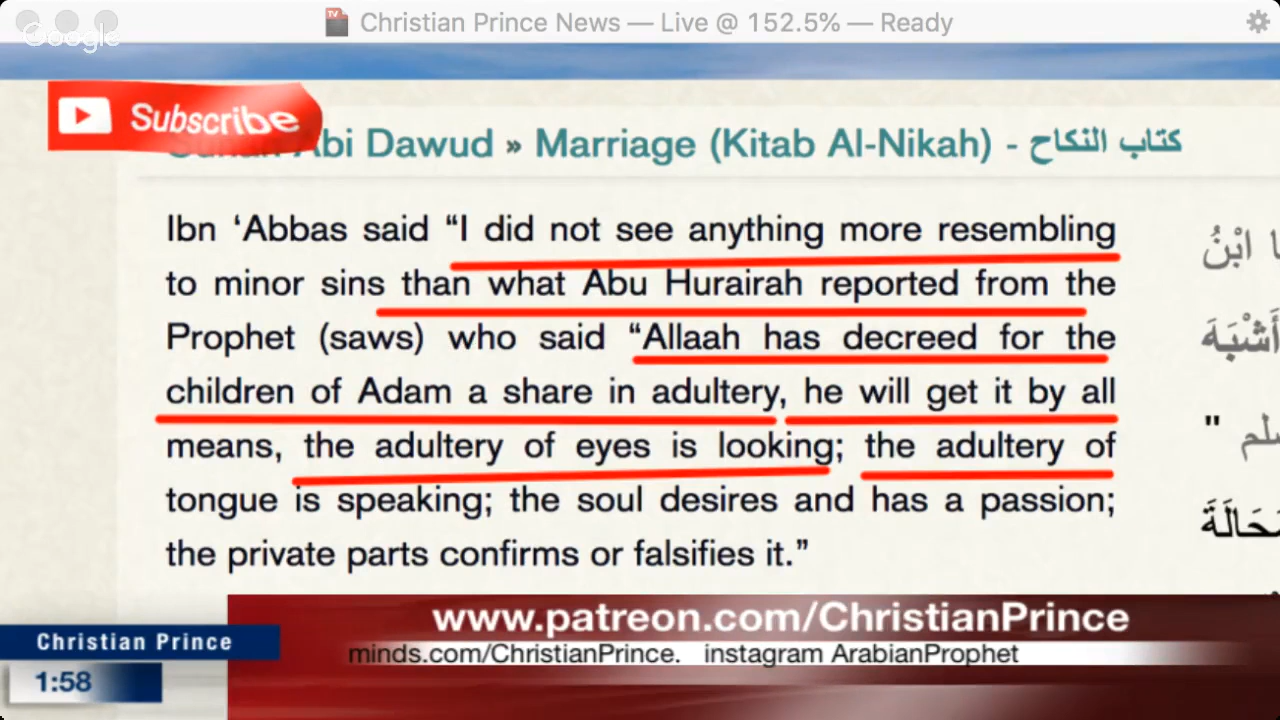 Christian Prince News — Live @ 152.5% — Ready
Google
Subscribe
Sunan Abi Dawud » Marriage (Kitab Al-Nikah) - كتاب النكاح
Ibn ‘Abbas said “I did not see anything more resembling
to minor sins than what Abu Hurairah reported from the
Prophet (saws) who said “Allaah has decreed for the
children of Adam a share in adultery, he will get it by all
means, the adultery of eyes is looking; the adultery of
tongue is speaking; the soul desires and has a passion;
the private parts confirms or falsifies it.”
ا ابْنُ
أَشْبَهَ
سلم "
مَحَالَةَ
www.patreon.com/ChristianPrince
Christian Prince
minds.com/ChristianPrince. instagram ArabianProphet
1:58